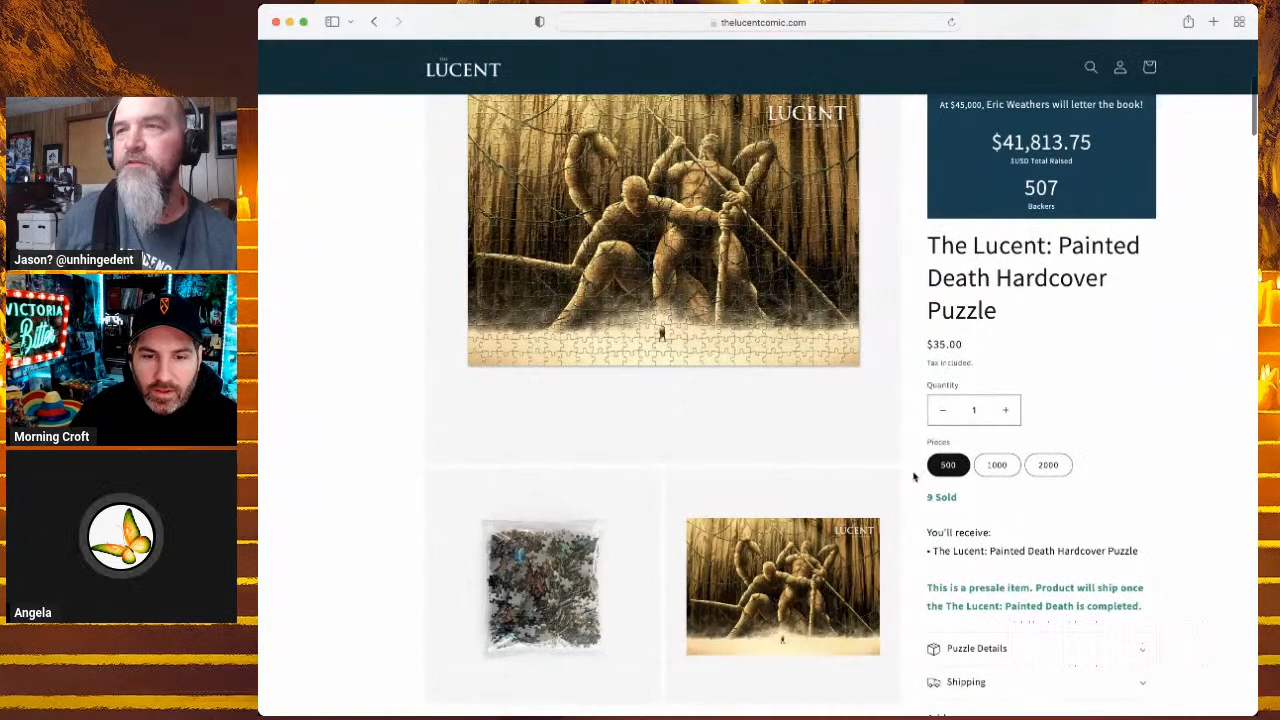 thelucentcomic.com
THE
LUCENT
Jason? @unhingedent
VICTORIA
Bitter
Morning Croft
Angela
LUCENT
At $45,000, Eric Weathers will letter the book!
$41,813.75
$USD Total Raised
507
Backers
The Lucent: Painted
Death Hardcover
Puzzle
$35.00
Tax included.
Quantity
− 1 +
Pieces
500 1000 2000
9 Sold
You'll receive:
• The Lucent: Painted Death Hardcover Puzzle
This is a presale item. Product will ship once
the The Lucent: Painted Death is completed.
Puzzle Details
Shipping
LUCENT